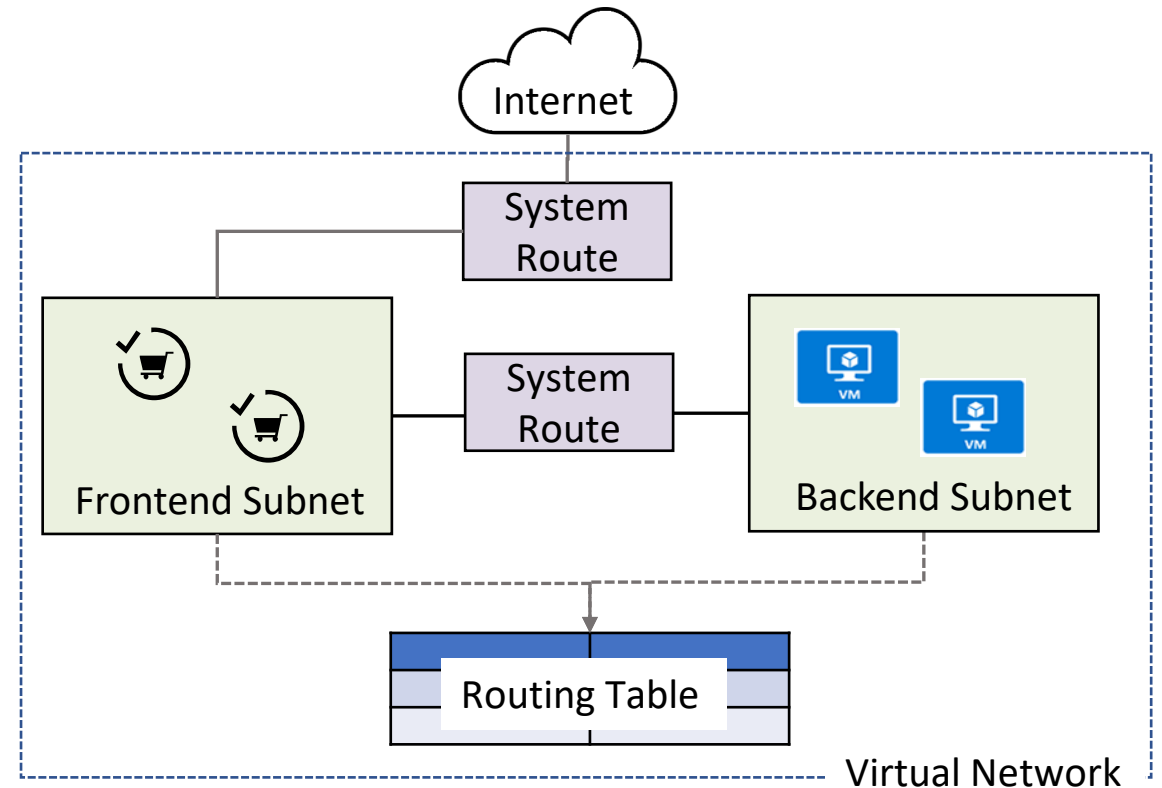 Internet
System
Route
System
Route
VM
VM
Frontend Subnet
Backend Subnet
Routing Table
Virtual Network